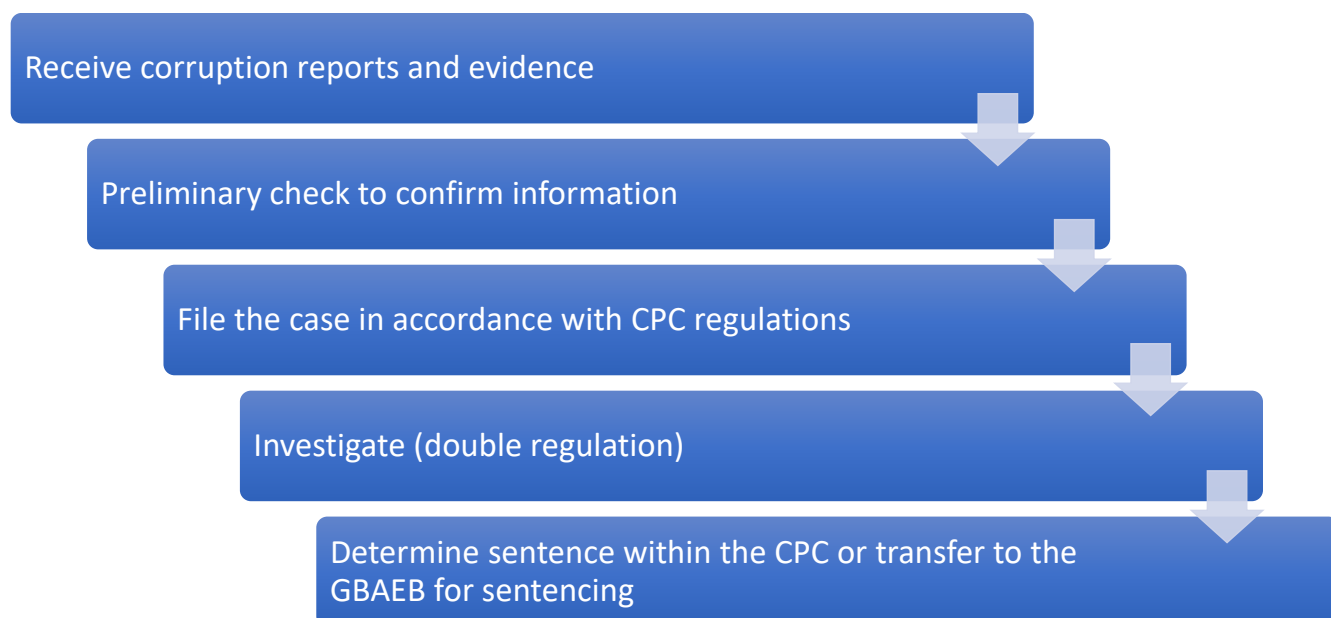 Receive corruption reports and evidence
Preliminary check to confirm information
File the case in accordance with CPC regulations
Investigate (double regulation)
Determine sentence within the CPC or transfer to the
GBAEB for sentencing